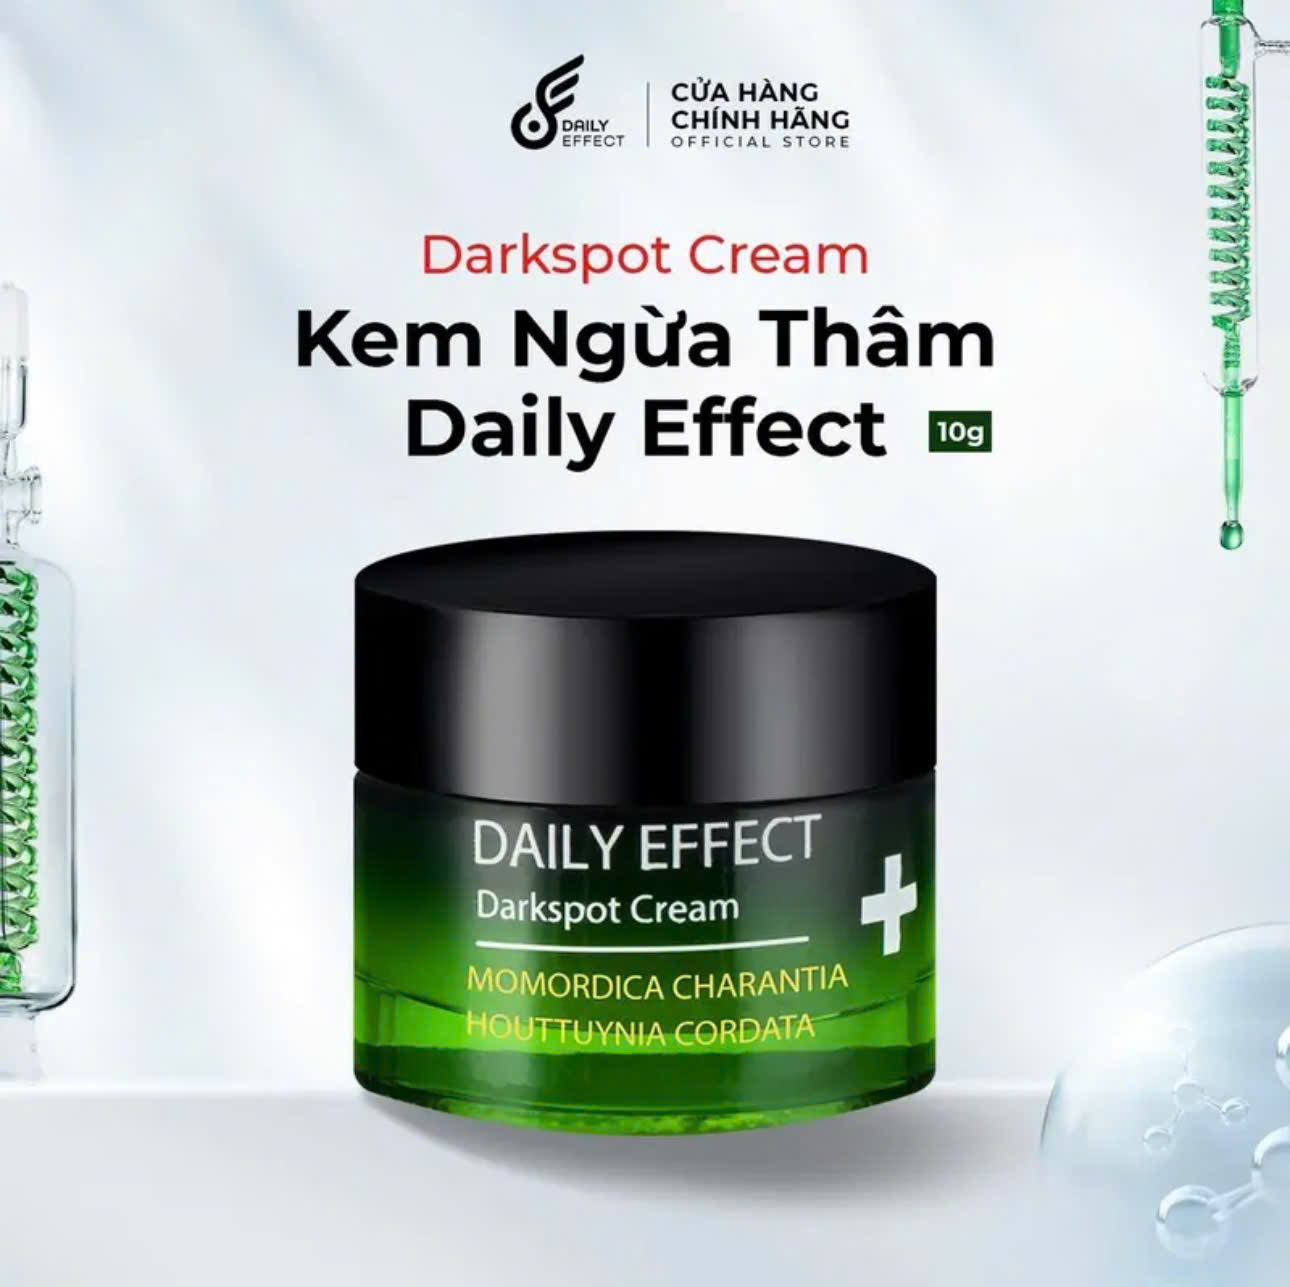 DAILY
EFFECT
CỬA HÀNG
CHÍNH HÃNG
OFFICIAL STORE
Darkspot Cream
Kem Ngừa Thâm
Daily Effect 10g
DAILY EFFECT
Darkspot Cream
MOMORDICA CHARANTIA
HOUTTUYNIA CORDATA